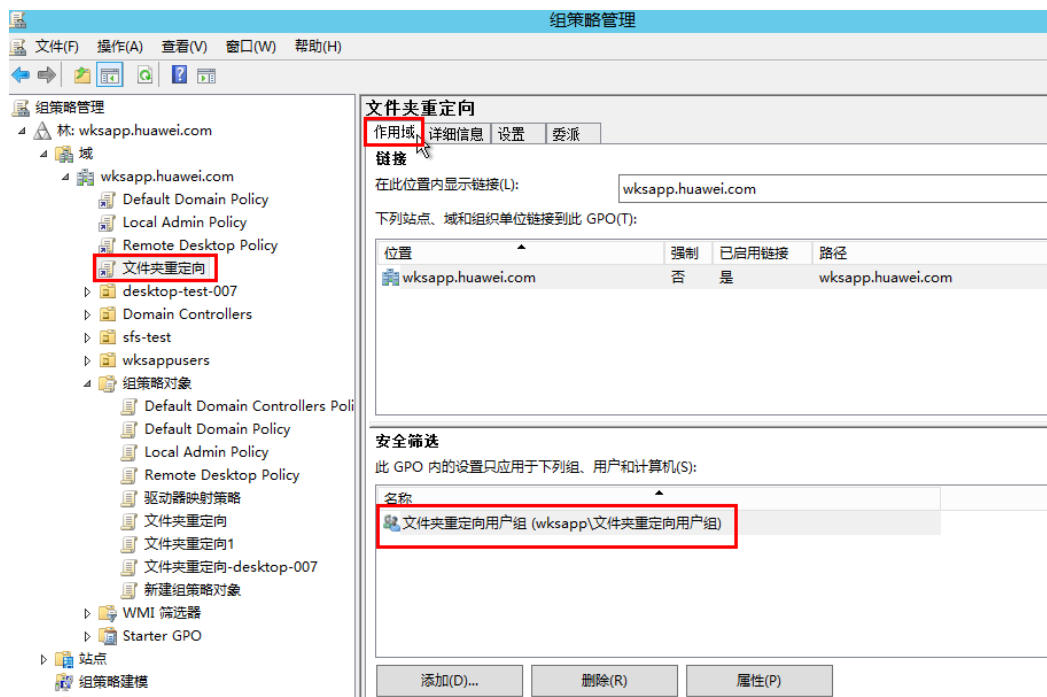 组策略管理
文件(F) 操作(A) 查看(V) 窗口(W) 帮助(H)
组策略管理
林: wksapp.huawei.com
域
wksapp.huawei.com
Default Domain Policy
Local Admin Policy
Remote Desktop Policy
文件夹重定向
desktop-test-007
Domain Controllers
sfs-test
wksappusers
组策略对象
Default Domain Controllers Poli
Default Domain Policy
Local Admin Policy
Remote Desktop Policy
驱动器映射策略
文件夹重定向
文件夹重定向1
文件夹重定向-desktop-007
新建组策略对象
WMI 筛选器
Starter GPO
站点
组策略建模
文件夹重定向
作用域 详细信息 设置 委派
链接
在此位置内显示链接(L): wksapp.huawei.com
下列站点、域和组织单位链接到此 GPO(T):
位置 强制 已启用链接 路径
wksapp.huawei.com 否 是 wksapp.huawei.com
安全筛选
此 GPO 内的设置只应用于下列组、用户和计算机(S):
名称
文件夹重定向用户组 (wksapp\文件夹重定向用户组)
添加(D)... 删除(R) 属性(P)